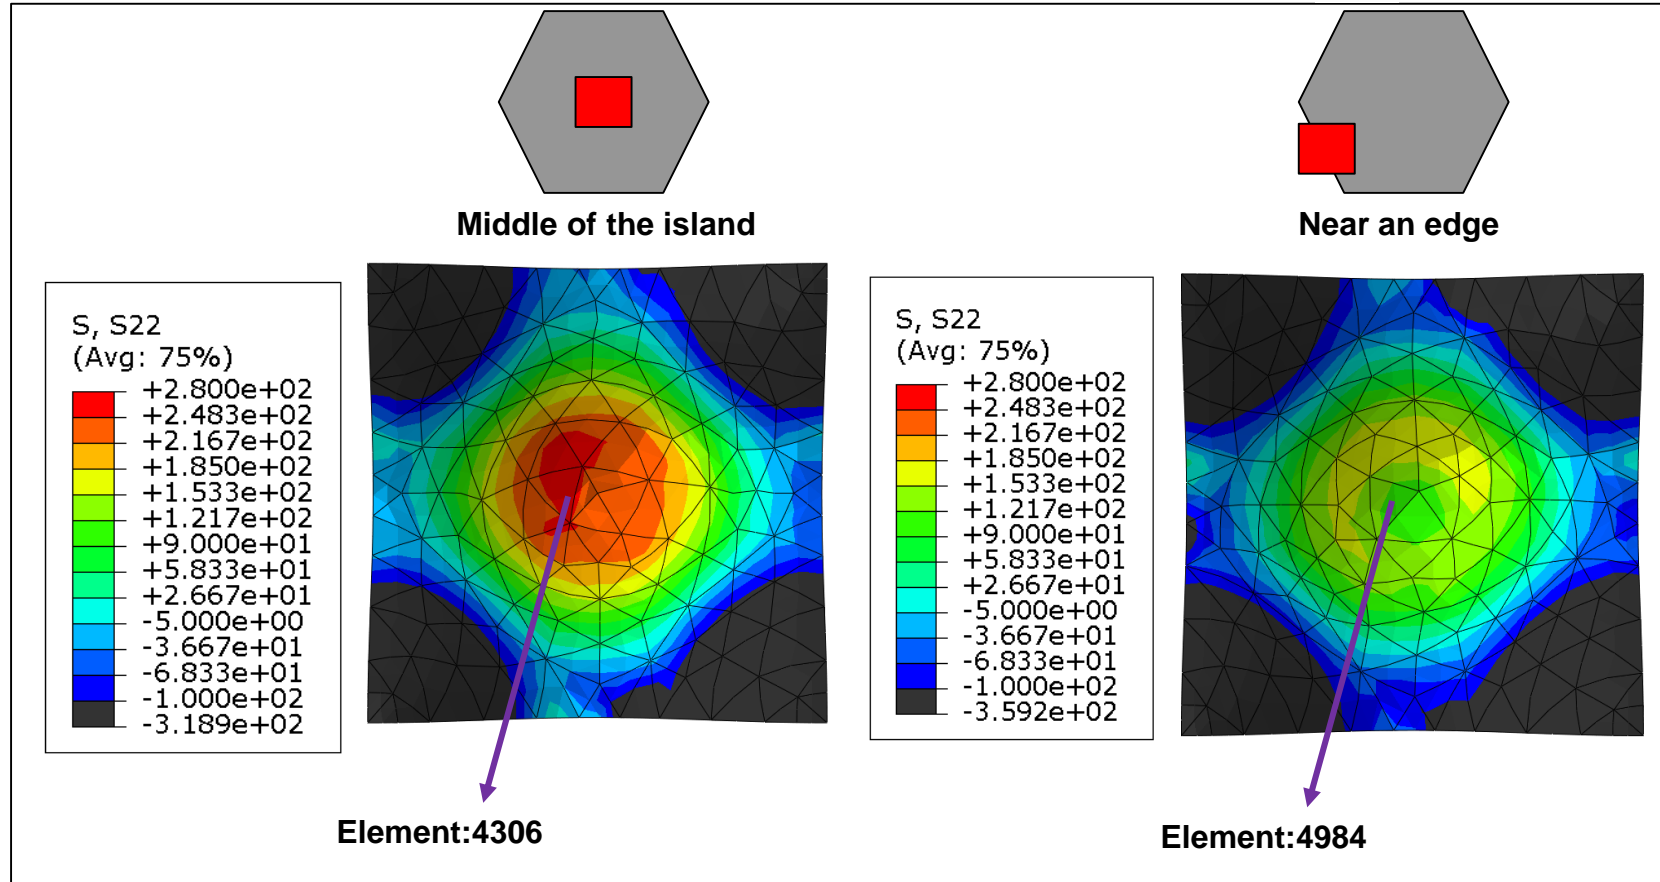 Middle of the island
Near an edge
S, S22
(Avg: 75%)
+2.800e+02
+2.483e+02
+2.167e+02
+1.850e+02
+1.533e+02
+1.217e+02
+9.000e+01
+5.833e+01
+2.667e+01
-5.000e+00
-3.667e+01
-6.833e+01
-1.000e+02
-3.189e+02
S, S22
(Avg: 75%)
+2.800e+02
+2.483e+02
+2.167e+02
+1.850e+02
+1.533e+02
+1.217e+02
+9.000e+01
+5.833e+01
+2.667e+01
-5.000e+00
-3.667e+01
-6.833e+01
-1.000e+02
-3.592e+02
Element:4306
Element:4984